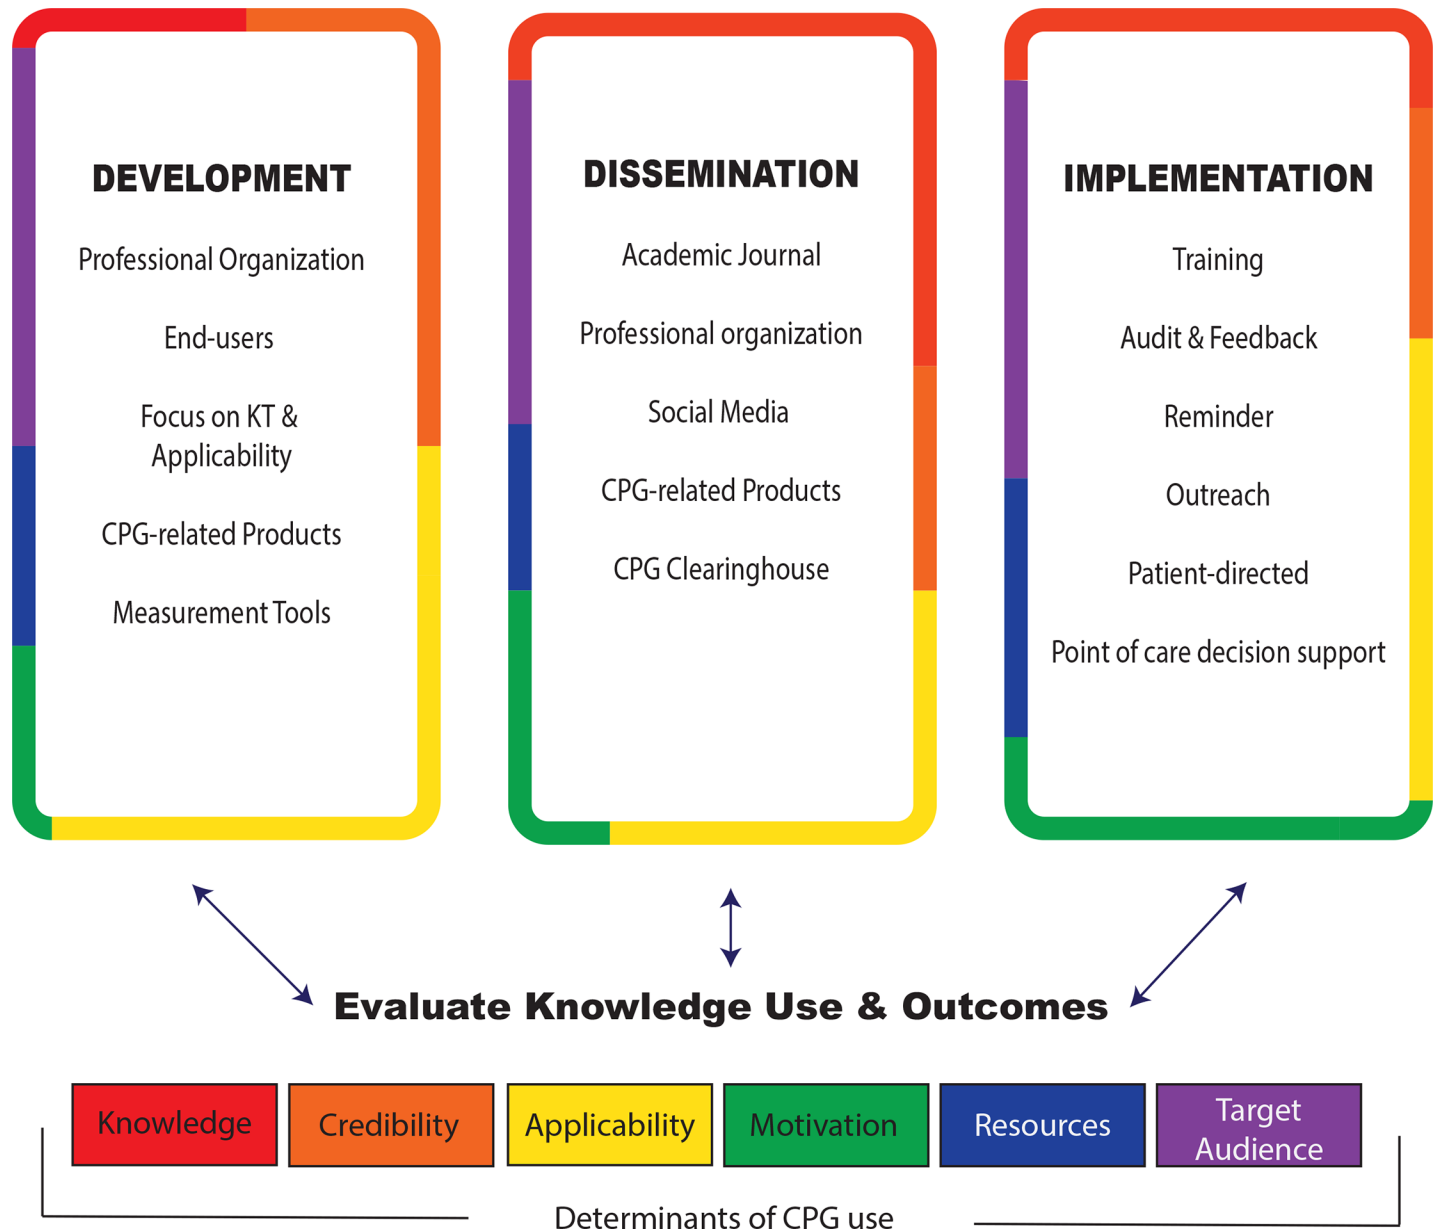 DEVELOPMENT
Professional Organization
End-users
Focus on KT &
Applicability
CPG-related Products
Measurement Tools
DISSEMINATION
Academic Journal
Professional organization
Social Media
CPG-related Products
CPG Clearinghouse
IMPLEMENTATION
Training
Audit & Feedback
Reminder
Outreach
Patient-directed
Point of care decision support
Evaluate Knowledge Use & Outcomes
Knowledge
Credibility
Applicability
Motivation
Resources
Target
Audience
Determinants of CPG use